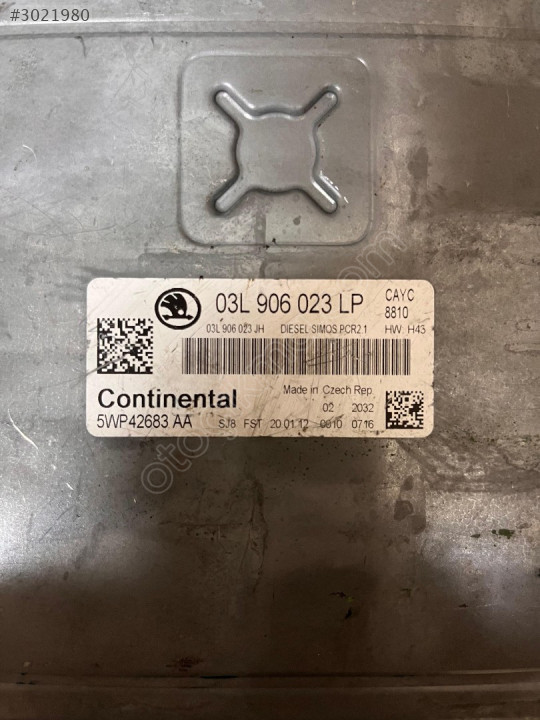 #3021980
03L 906 023 LP
CAYC
8810
03L 906 023 JH DIESEL SIMOS PCR2.1 HW: H43
Continental
Made in Czech Rep.
02 2032
5WP42683 AA
SJ8 FST 20.01.12 0010 0716